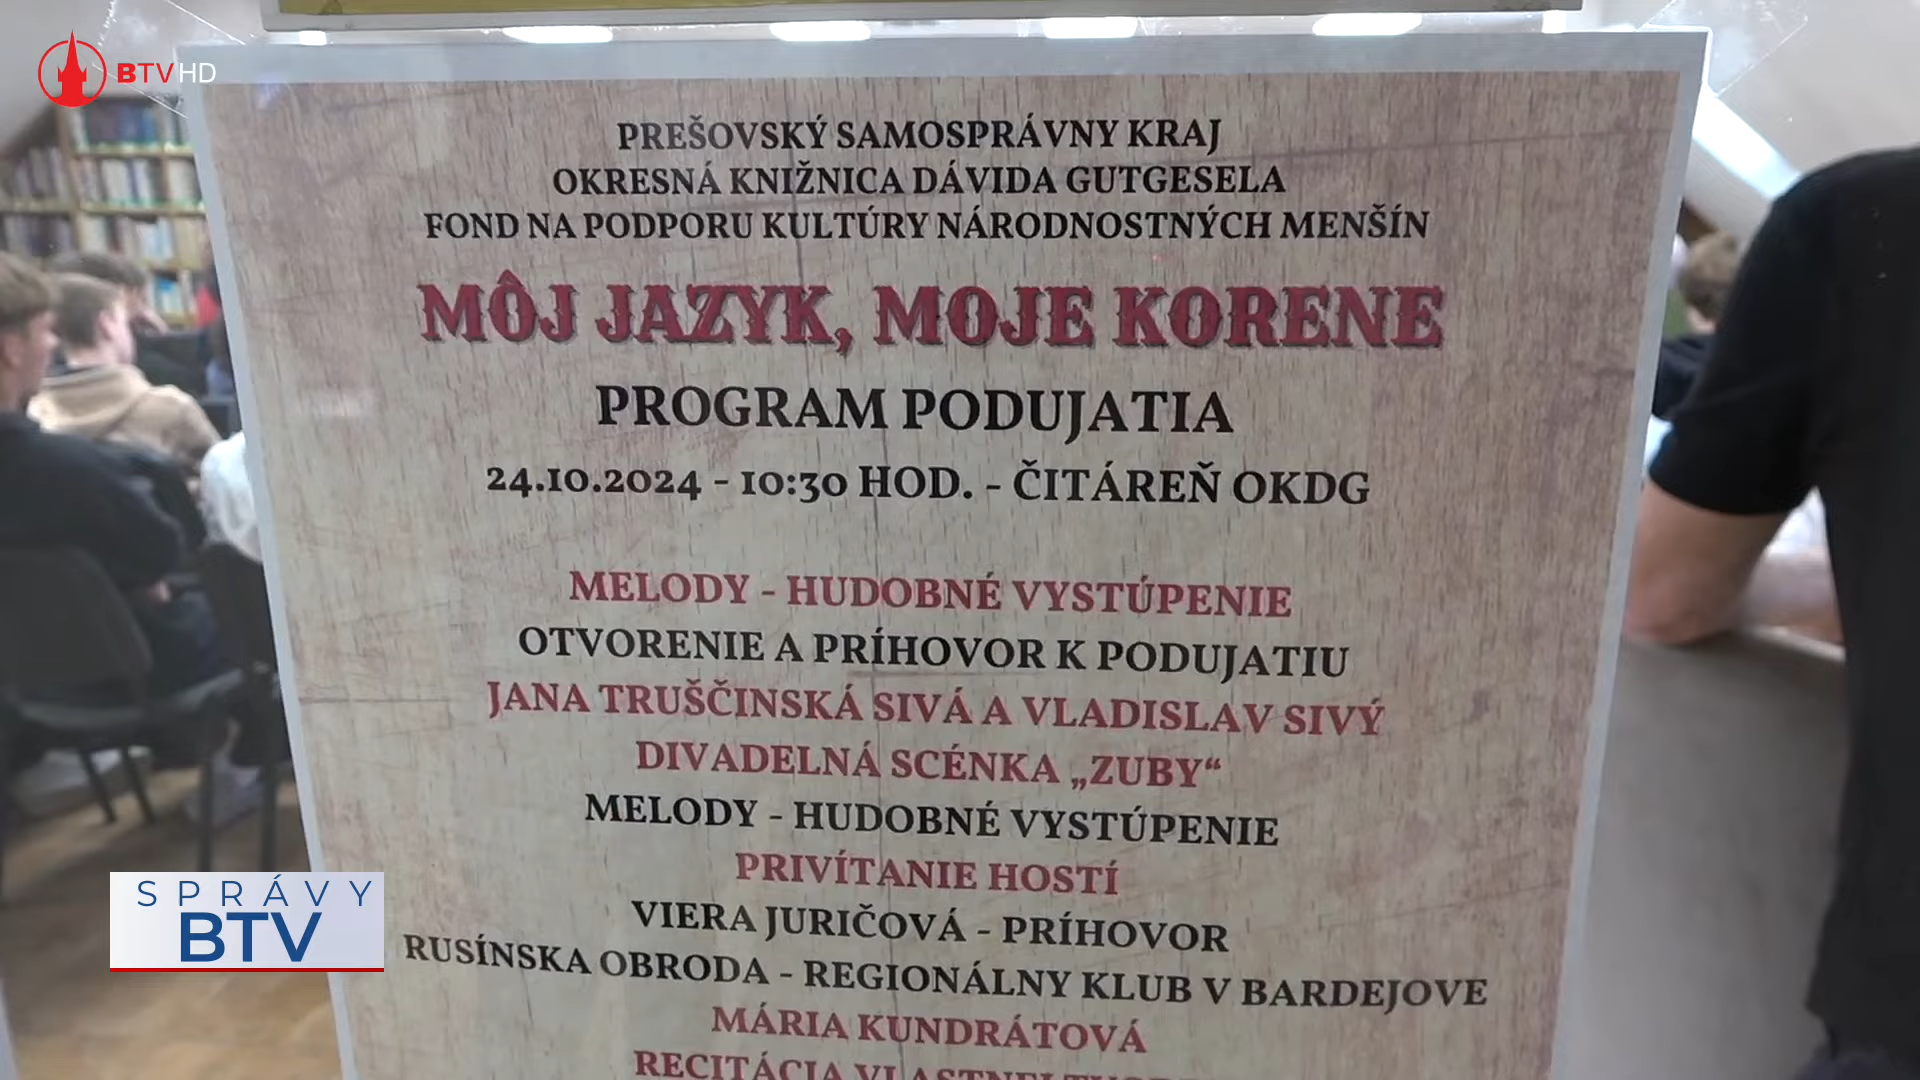 BTV HD
PREŠOVSKÝ SAMOSPRÁVNY KRAJ
OKRESNÁ KNIŽNICA DÁVIDA GUTGESELA
FOND NA PODPORU KULTÚRY NÁRODNOSTNÝCH MENŠÍN
MÔJ JAZYK, MOJE KORENE
PROGRAM PODUJATIA
24.10.2024 - 10:30 HOD. - ČITÁREŇ OKDG
MELODY - HUDOBNÉ VYSTÚPENIE
OTVORENIE A PRÍHOVOR K PODUJATIU
JANA TRUŠČINSKÁ SIVÁ A VLADISLAV SIVÝ
DIVADELNÁ SCÉNKA „ZUBY“
MELODY - HUDOBNÉ VYSTÚPENIE
PRIVÍTANIE HOSTÍ
VIERA JURIČOVÁ - PRÍHOVOR
RUSÍNSKA OBRODA - REGIONÁLNY KLUB V BARDEJOVE
MÁRIA KUNDRÁTOVÁ
RECITÁCIA
SPRÁVY
BTV